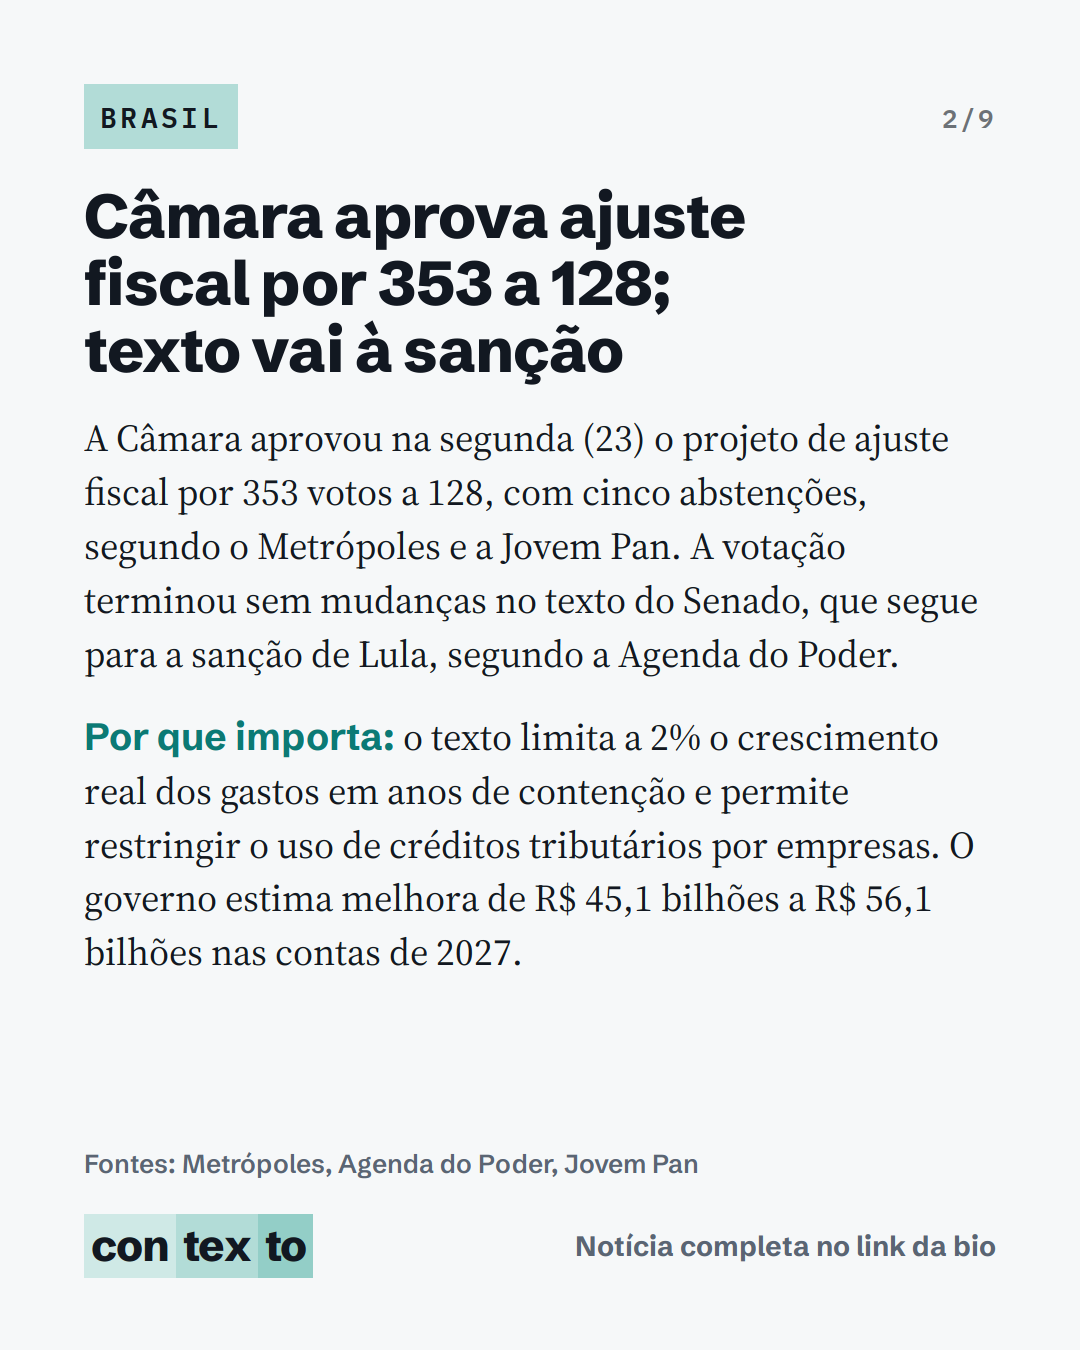 BRASIL
2/9
Câmara aprova ajuste
fiscal por 353 a 128;
texto vai à sanção
A Câmara aprovou na segunda (23) o projeto de ajuste
fiscal por 353 votos a 128, com cinco abstenções,
segundo o Metrópoles e a Jovem Pan. A votação
terminou sem mudanças no texto do Senado, que segue
para a sanção de Lula, segundo a Agenda do Poder.
Por que importa: o texto limita a 2% o crescimento
real dos gastos em anos de contenção e permite
restringir o uso de créditos tributários por empresas. O
governo estima melhora de R$ 45,1 bilhões a R$ 56,1
bilhões nas contas de 2027.
Fontes: Metrópoles, Agenda do Poder, Jovem Pan
contexto
Notícia completa no link da bio